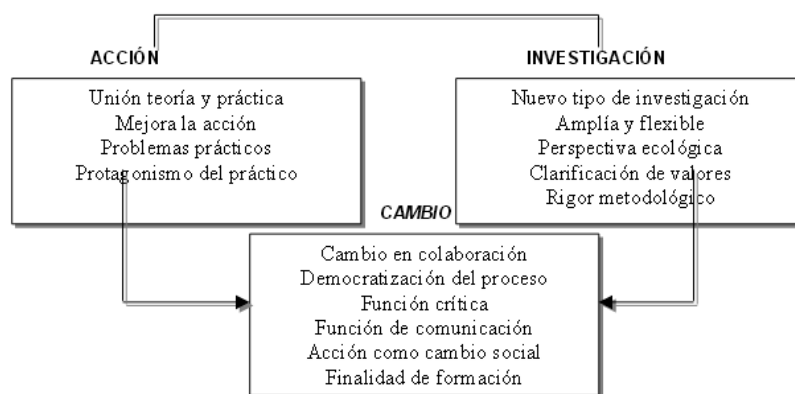 ACCIÓN
Unión teoría y práctica
Mejora la acción
Problemas prácticos
Protagonismo del práctico
INVESTIGACIÓN
Nuevo tipo de investigación
Amplía y flexible
Perspectiva ecológica
Clarificación de valores
Rigor metodológico
CAMBIO
Cambio en colaboración
Democratización del proceso
Función crítica
Función de comunicación
Acción como cambio social
Finalidad de formación